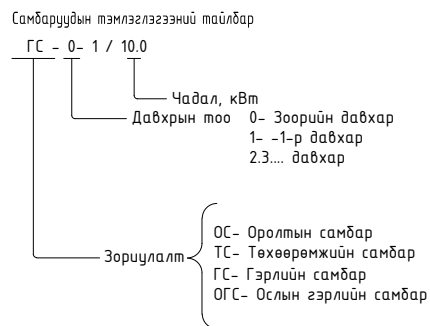 Самбаруудын тэмлэглэгээний тайлбар
ГС - 0- 1 / 10.0
Чадал, кВт
Давхрын тоо 0- Зоорийн давхар
1- -1-р давхар
2.3.... давхар
Зориулалт
ОС- Оролтын самбар
ТС- Төхөөрөмжийн самбар
ГС- Гэрлийн самбар
ОГС- Ослын гэрлийн самбар